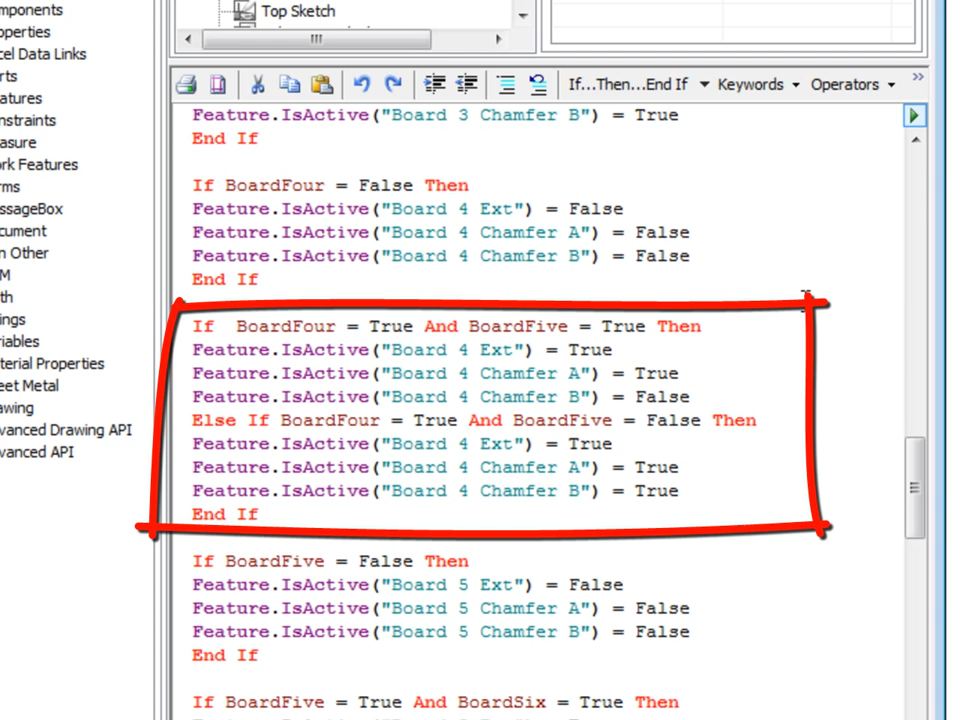 Top Sketch
If...Then...End If Keywords Operators
Feature.IsActive("Board 3 Chamfer B") = True
End If
If BoardFour = False Then
Feature.IsActive("Board 4 Ext") = False
Feature.IsActive("Board 4 Chamfer A") = False
Feature.IsActive("Board 4 Chamfer B") = False
End If
If  BoardFour = True And BoardFive = True Then
Feature.IsActive("Board 4 Ext") = True
Feature.IsActive("Board 4 Chamfer A") = True
Feature.IsActive("Board 4 Chamfer B") = False
Else If BoardFour = True And BoardFive = False Then
Feature.IsActive("Board 4 Ext") = True
Feature.IsActive("Board 4 Chamfer A") = True
Feature.IsActive("Board 4 Chamfer B") = True
End If
If BoardFive = False Then
Feature.IsActive("Board 5 Ext") = False
Feature.IsActive("Board 5 Chamfer A") = False
Feature.IsActive("Board 5 Chamfer B") = False
End If
If BoardFive = True And BoardSix = True Then
mponents
operties
cel Data Links
rts
atures
nstraints
asure
ork Features
rms
ssageBox
cument
n Other
M
th
ings
riables
terial Properties
eet Metal
awing
vanced Drawing API
vanced API